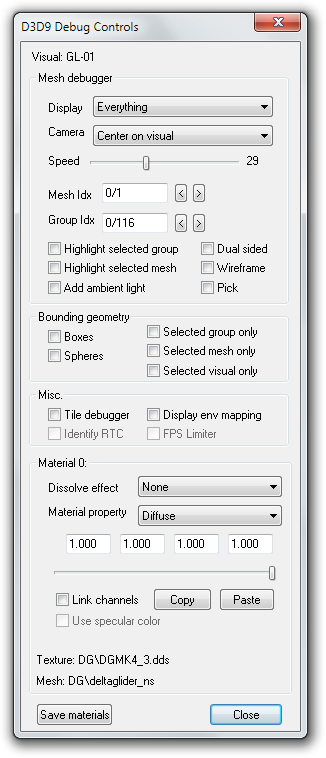 D3D9 Debug Controls
Visual: GL-01
Mesh debugger
Display Everything
Camera Center on visual
Speed 29
Mesh Idx 0/1 < >
Group Idx 0/116 < >
Highlight selected group Dual sided
Highlight selected mesh Wireframe
Add ambient light Pick
Bounding geometry
Boxes Selected group only
Spheres Selected mesh only
Selected visual only
Misc.
Tile debugger Display env mapping
Identify RTC FPS Limiter
Material 0:
Dissolve effect None
Material property Diffuse
1.000 1.000 1.000 1.000
Link channels Copy Paste
Use specular color
Texture: DG\DGMK4_3.dds
Mesh: DG\deltaglider_ns
Save materials Close